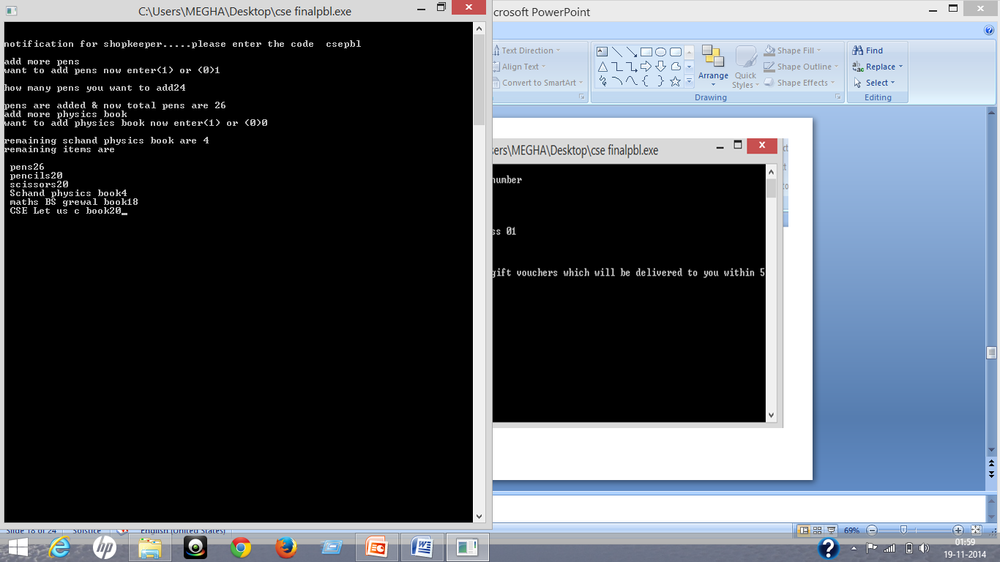 C:\Users\MEGHA\Desktop\cse finalpbl.exe
notification for shopkeeper.....please enter the code  csepbl
add more pens
want to add pens now enter(1) or (0)1
how many pens you want to add24
pens are added & now total pens are 26
add more physics book
want to add physics book now enter(1) or (0)0
remaining schand physics book are 4
remaining items are
pens26
pencils20
scissors20
Schand physics book4
maths BS grewal book18
CSE Let us c book20_
crosoft PowerPoint
Text Direction
Align Text
Convert to SmartArt
Arrange
Quick Styles
Shape Fill
Shape Outline
Shape Effects
Drawing
Find
Replace
Select
Editing
sers\MEGHA\Desktop\cse finalpbl.exe
number
ss 01
gift vouchers which will be delivered to you within 5
Slide 18 of 24
Solstice
English (United States)
69%
01:59
19-11-2014